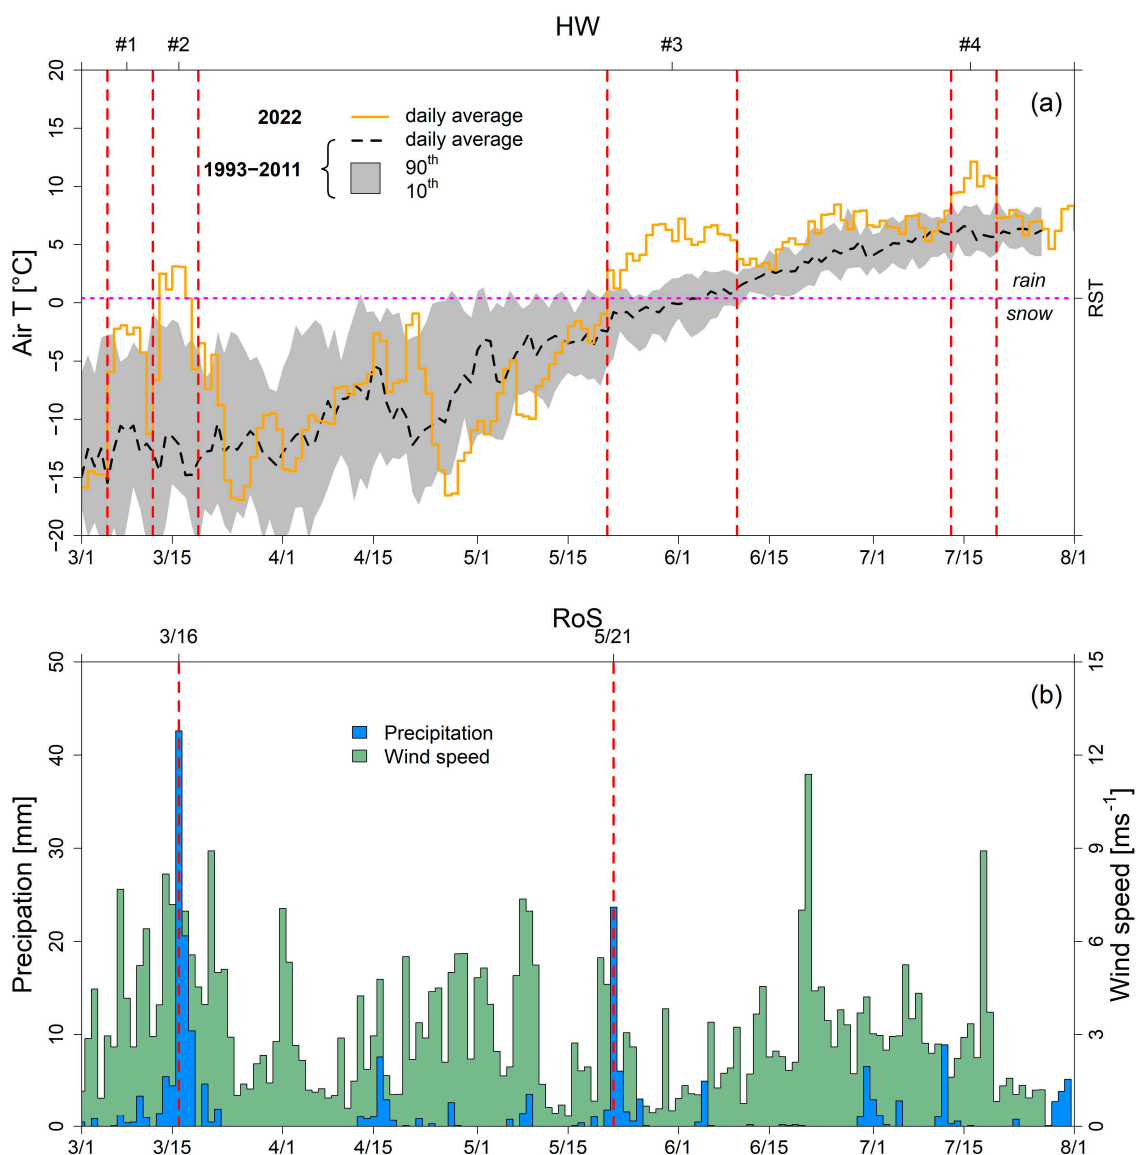 HW
#1 #2 #3 #4
20
15
10
5
0
−5
−10
−15
−20
Air T [°C]
(a)
2022 daily average
daily average
1993−2011 90th
10th
rain
snow
RST
3/1 3/15 4/1 4/15 5/1 5/15 6/1 6/15 7/1 7/15 8/1
RoS
3/16 5/21
50
40
30
20
10
0
Precipation [mm]
(b)
Precipitation
Wind speed
15
12
9
6
3
0
Wind speed [ms−1]
3/1 3/15 4/1 4/15 5/1 5/15 6/1 6/15 7/1 7/15 8/1